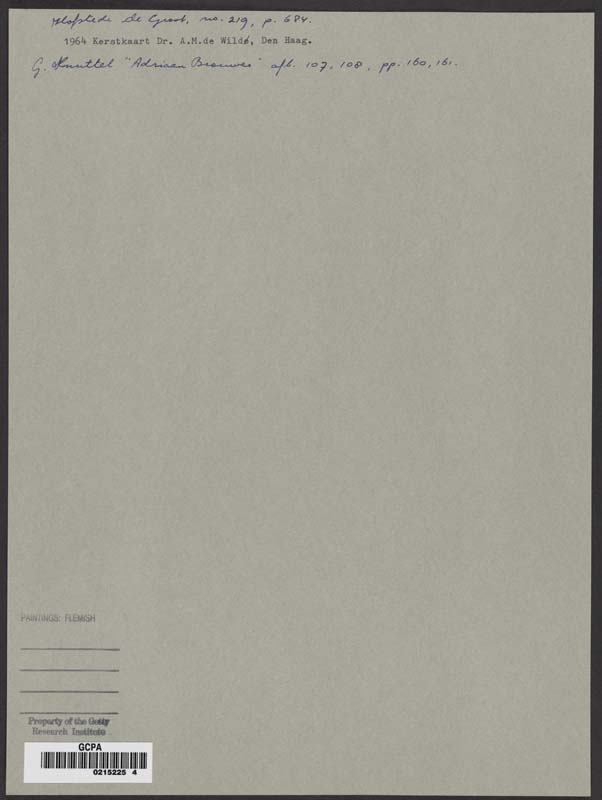 Hofstede de Groot, no. 219, p. 684.
1964 Kerstkaart Dr. A.M.de Wildé, Den Haag.
G. Knuttel "Adriaen Brouwer" afb. 107, 108, pp. 160, 161.
PAINTINGS: FLEMISH
Property of the Getty
Research Institute
GCPA
0215225 4